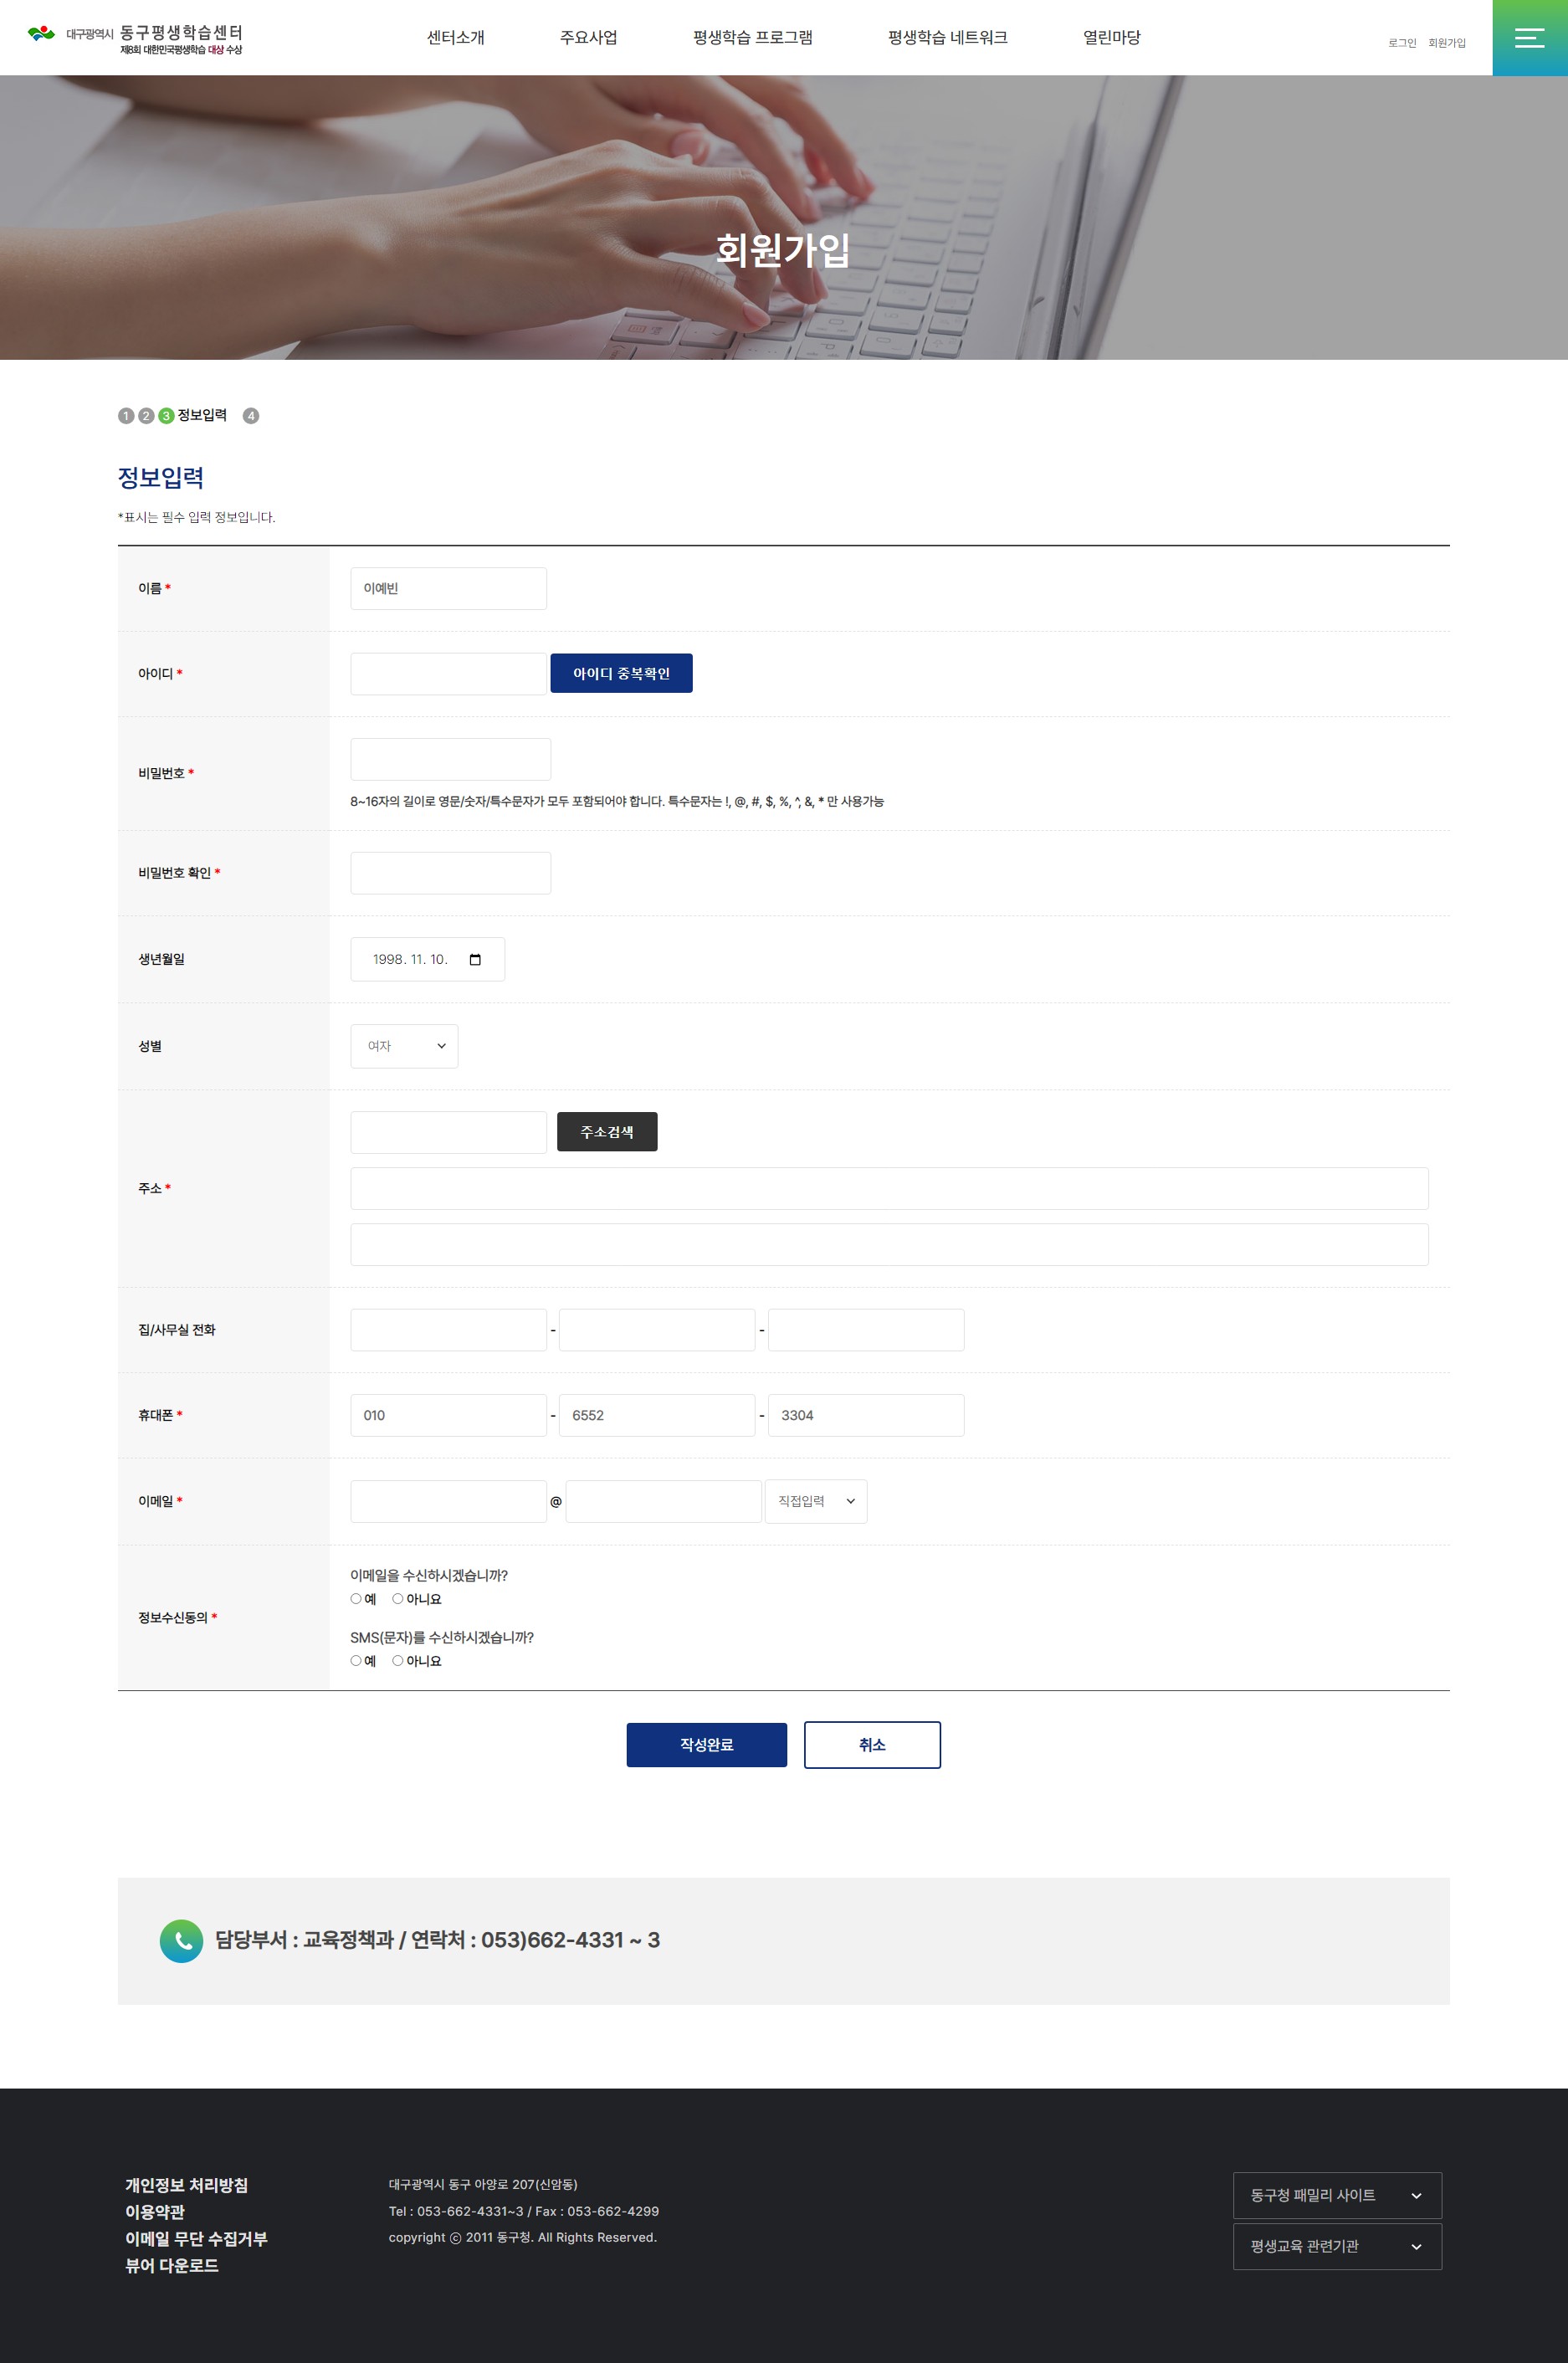 대구광역시 동구평생학습센터
제8회 대한민국평생학습 대상 수상
센터소개 주요사업 평생학습 프로그램 평생학습 네트워크 열린마당
로그인 회원가입
회원가입
1 2 3 정보입력 4
정보입력
*표시는 필수 입력 정보입니다.
이름 * 이예빈
아이디 * 아이디 중복확인
비밀번호 *
8~16자의 길이로 영문/숫자/특수문자가 모두 포함되어야 합니다. 특수문자는 !, @, #, $, %, ^, &, * 만 사용가능
비밀번호 확인 *
생년월일 1998. 11. 10.
성별 여자
주소 * 주소검색
집/사무실 전화 - -
휴대폰 * 010 - 6552 - 3304
이메일 * @ 직접입력
정보수신동의 *
이메일을 수신하시겠습니까?
예 아니요
SMS(문자)를 수신하시겠습니까?
예 아니요
작성완료 취소
담당부서 : 교육정책과 / 연락처 : 053)662-4331 ~ 3
개인정보 처리방침
이용약관
이메일 무단 수집거부
뷰어 다운로드
대구광역시 동구 아양로 207(신암동)
Tel : 053-662-4331~3 / Fax : 053-662-4299
copyright ⓒ 2011 동구청. All Rights Reserved.
동구청 패밀리 사이트
평생교육 관련기관